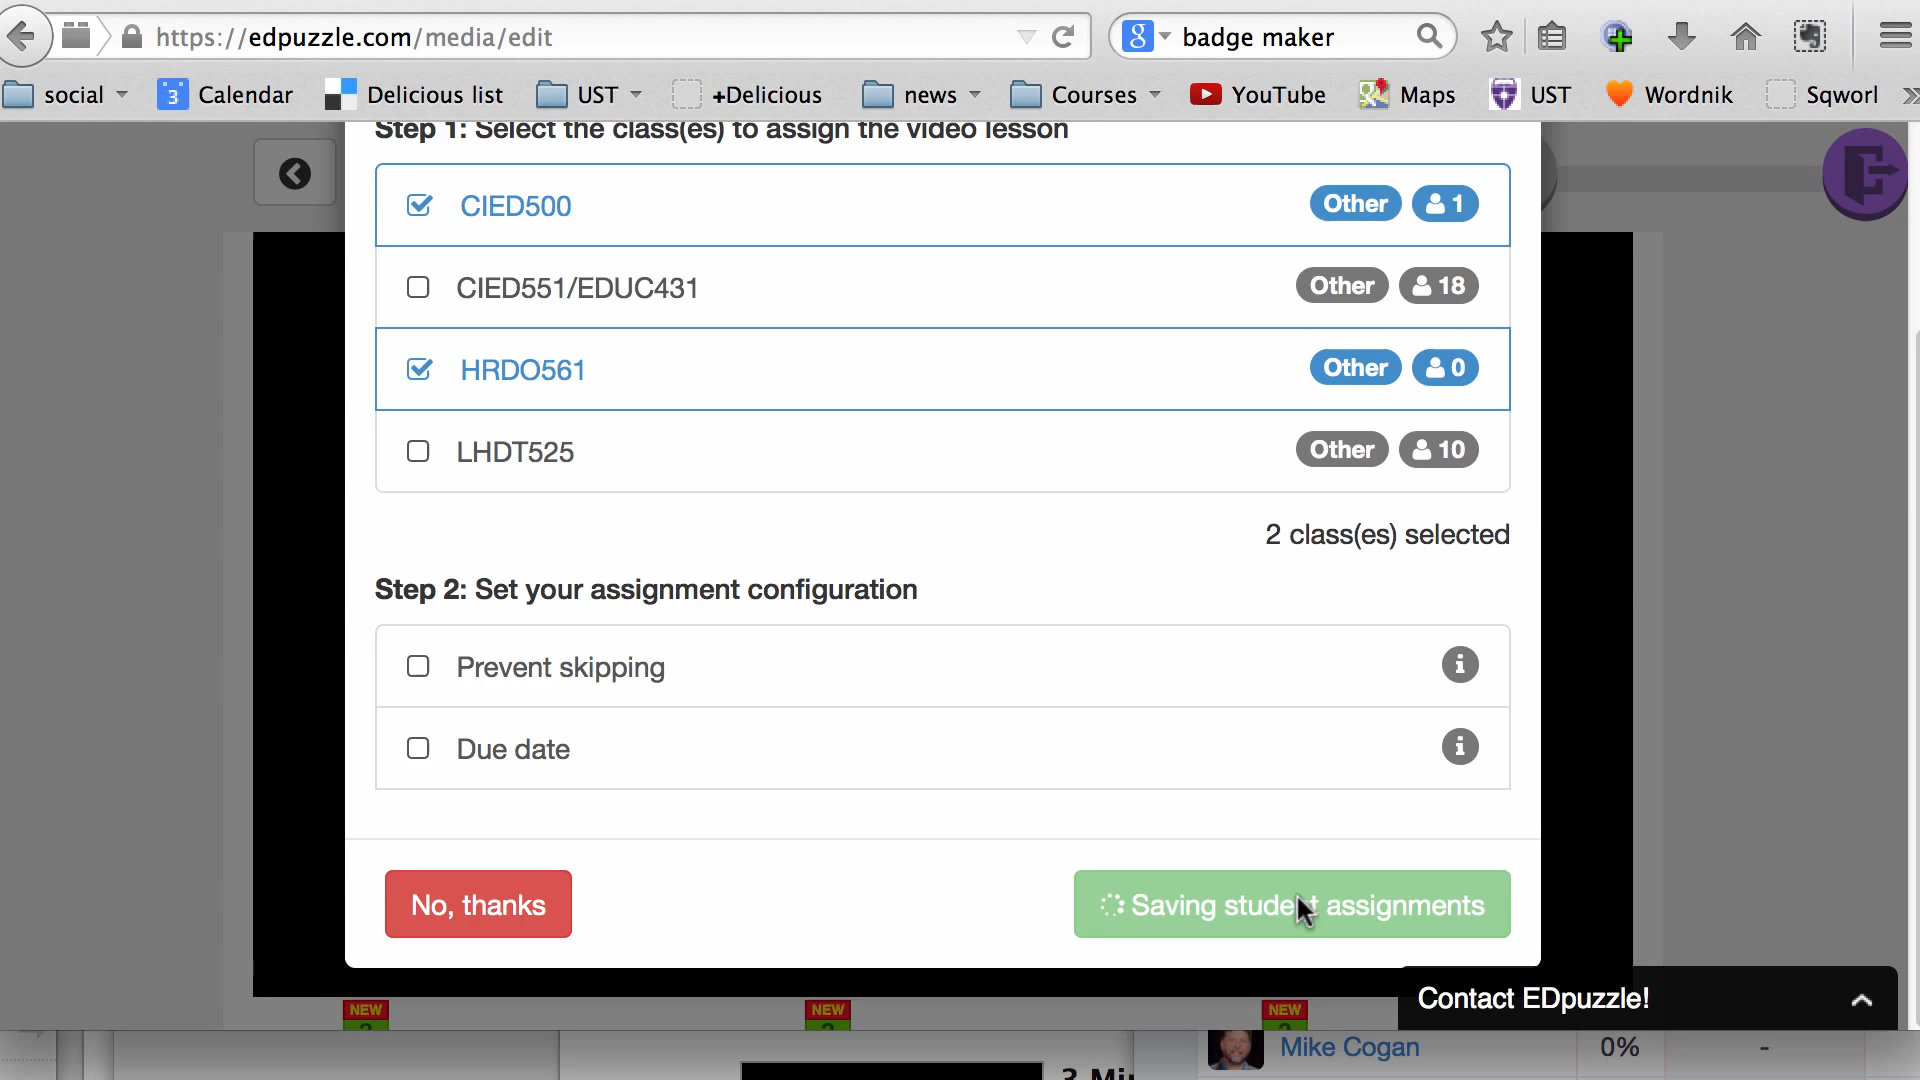 https://edpuzzle.com/media/edit
g badge maker
social 3 Calendar Delicious list UST +Delicious news Courses YouTube Maps UST Wordnik Sqworl
Step 1: Select the class(es) to assign the video lesson
CIED500 Other 1
CIED551/EDUC431 Other 18
HRDO561 Other 0
LHDT525 Other 10
2 class(es) selected
Step 2: Set your assignment configuration
Prevent skipping
Due date
No, thanks Saving student assignments
Contact EDpuzzle!
NEW NEW NEW
Mike Cogan 0% -